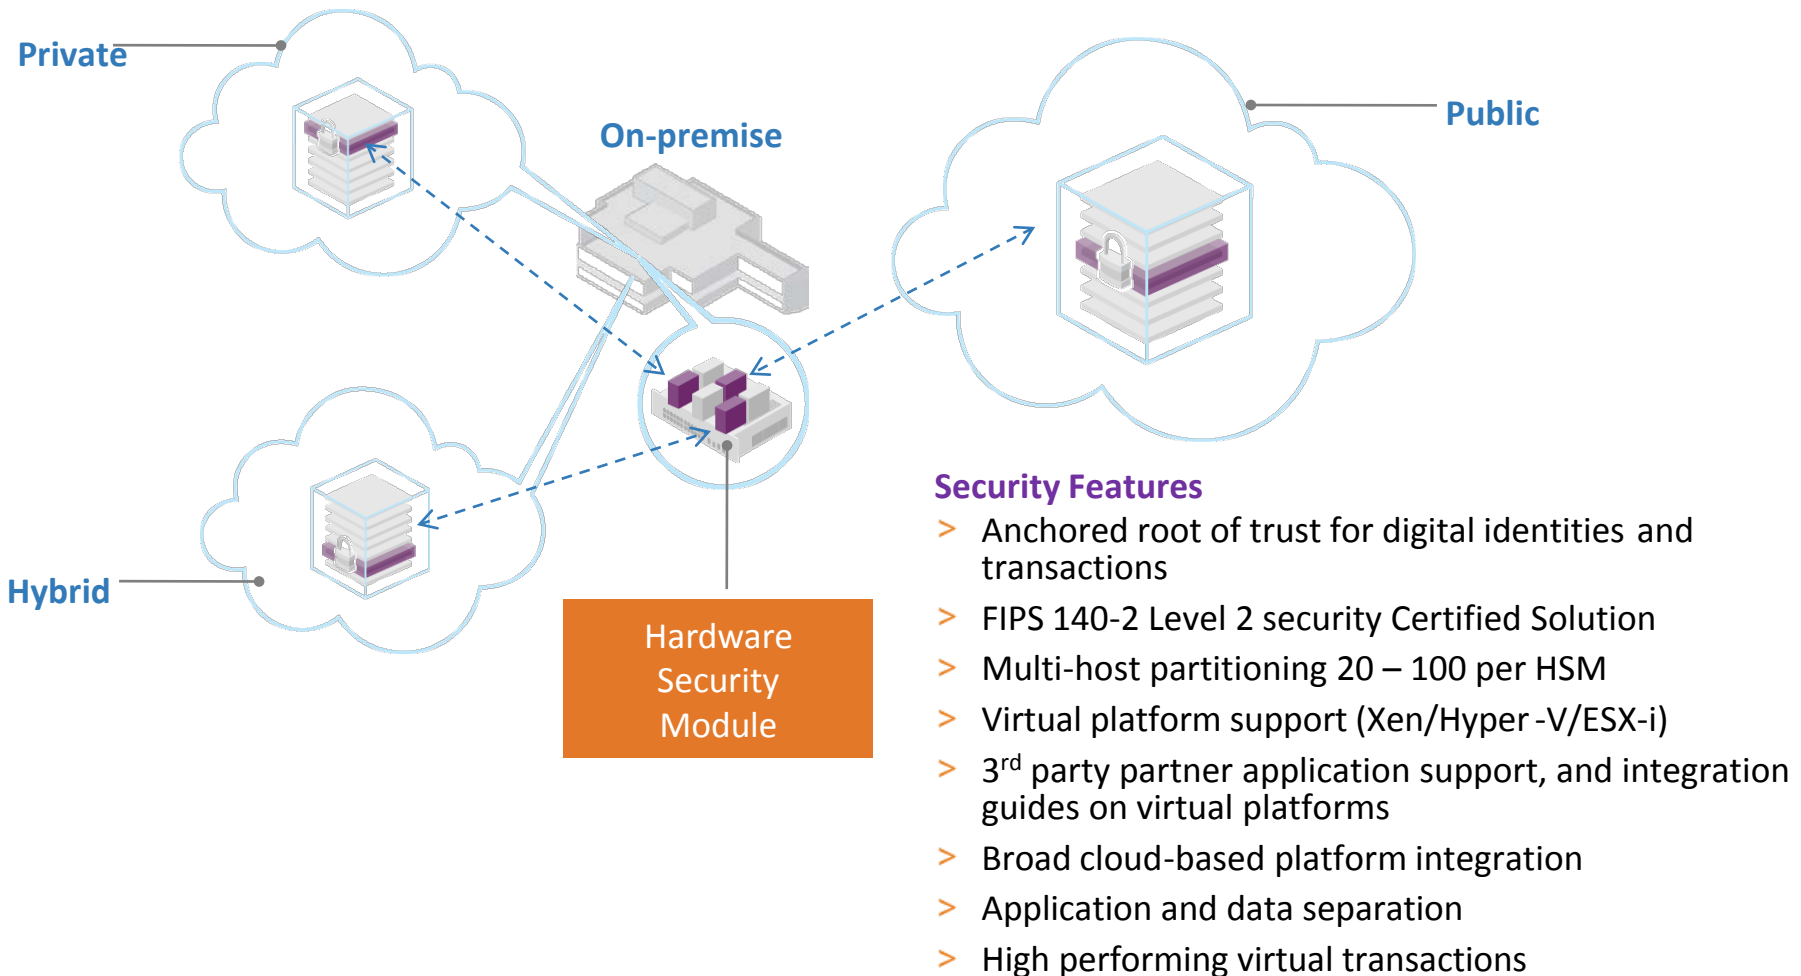 Private
On-premise
Public
Hybrid
Hardware
Security
Module
Security Features
> Anchored root of trust for digital identities and
transactions
> FIPS 140-2 Level 2 security Certified Solution
> Multi-host partitioning 20 – 100 per HSM
> Virtual platform support (Xen/Hyper-V/ESX-i)
> 3rd party partner application support, and integration
guides on virtual platforms
> Broad cloud-based platform integration
> Application and data separation
> High performing virtual transactions